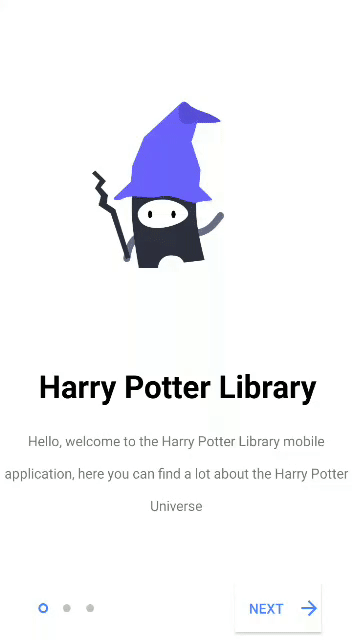 Harry Potter Library
Hello, welcome to the Harry Potter Library mobile
application, here you can find a lot about the Harry Potter
Universe
NEXT